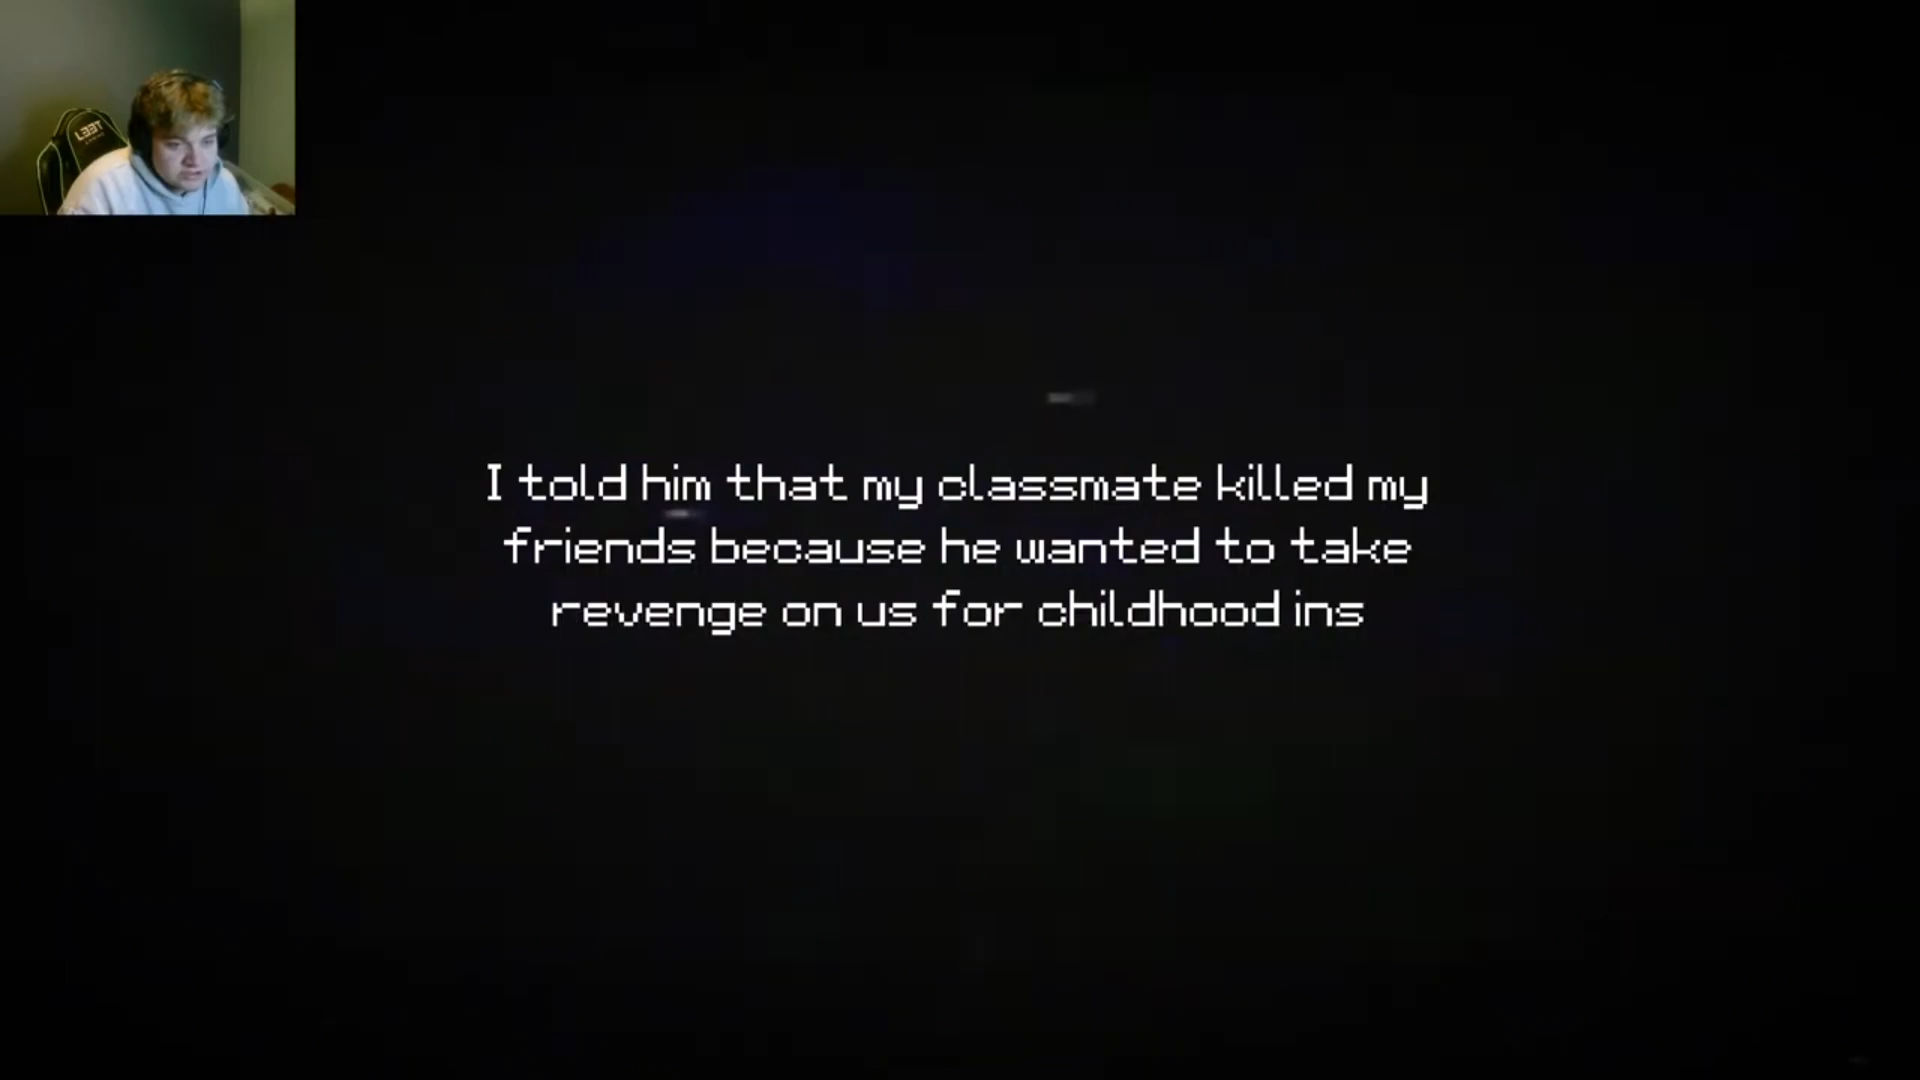 L33T
I told him that my classmate killed my
friends because he wanted to take
revenge on us for childhood ins